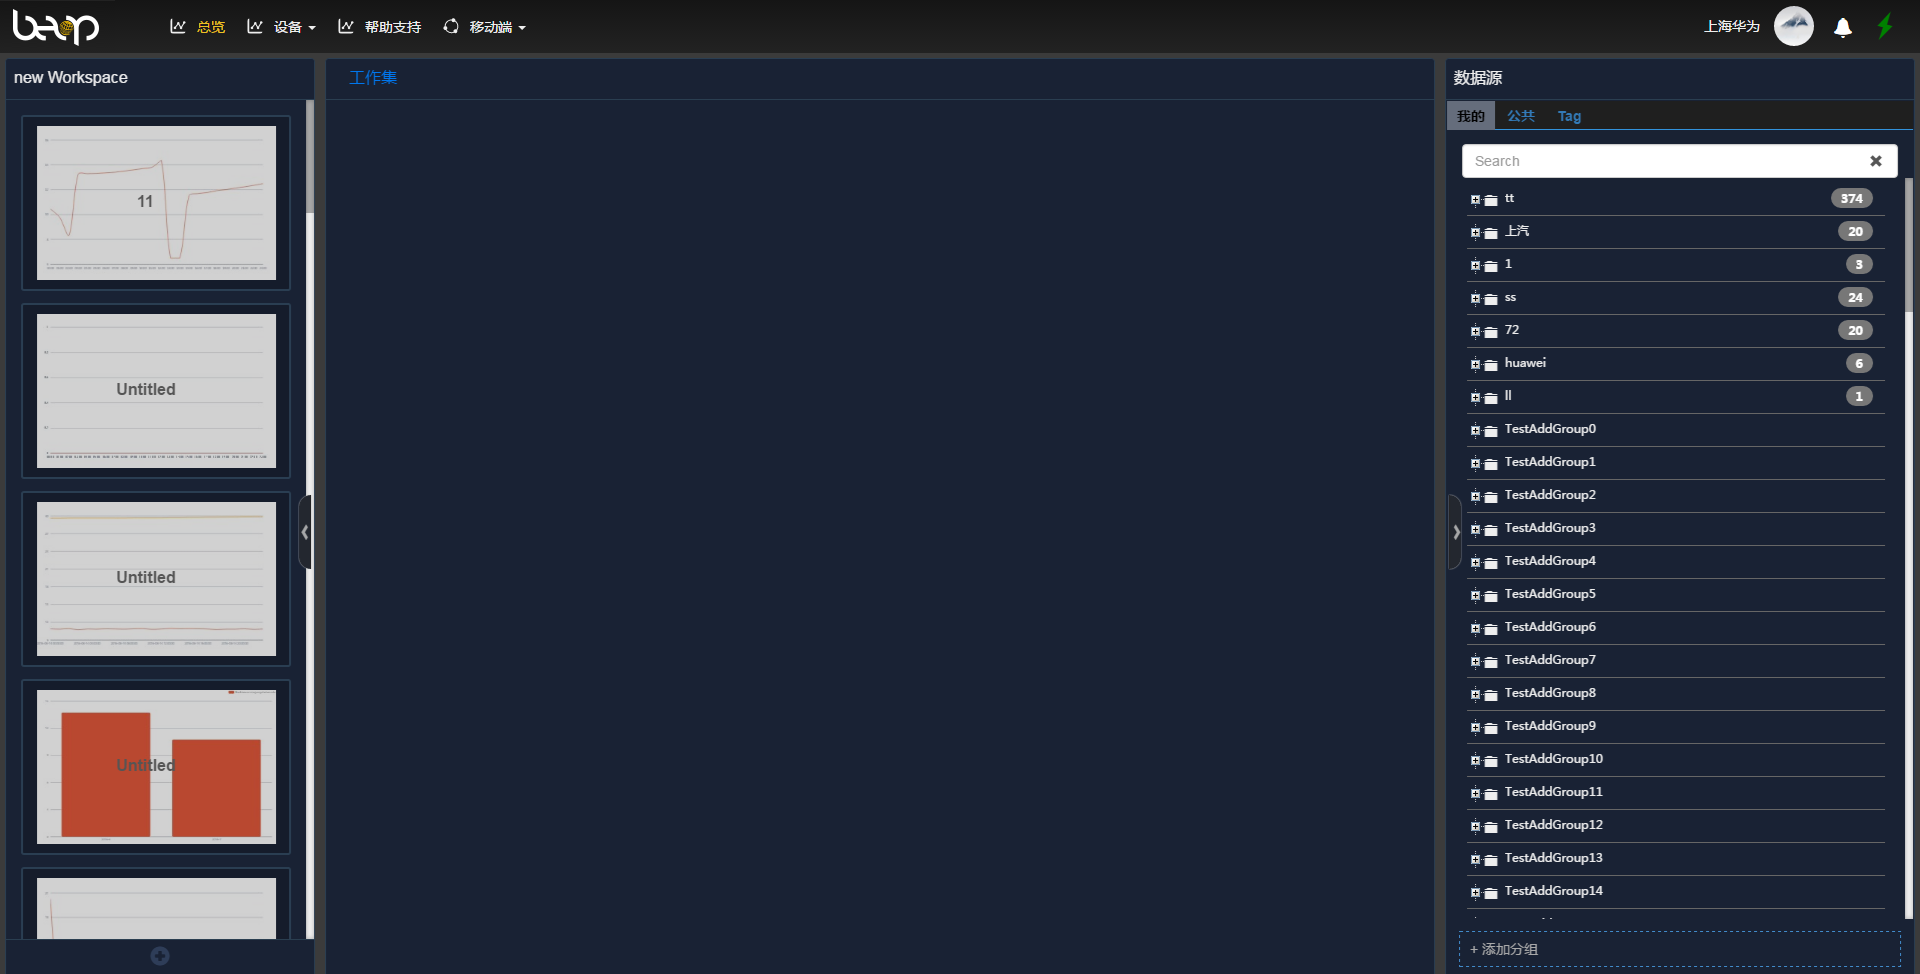 beop
总览
设备
帮助支持
移动端
上海华为
new Workspace
11
Untitled
Untitled
Untitled
工作集
数据源
我的
公共
Tag
Search
tt 374
上汽 20
1 3
ss 24
72 20
huawei 6
ll 1
TestAddGroup0
TestAddGroup1
TestAddGroup2
TestAddGroup3
TestAddGroup4
TestAddGroup5
TestAddGroup6
TestAddGroup7
TestAddGroup8
TestAddGroup9
TestAddGroup10
TestAddGroup11
TestAddGroup12
TestAddGroup13
TestAddGroup14
+ 添加分组